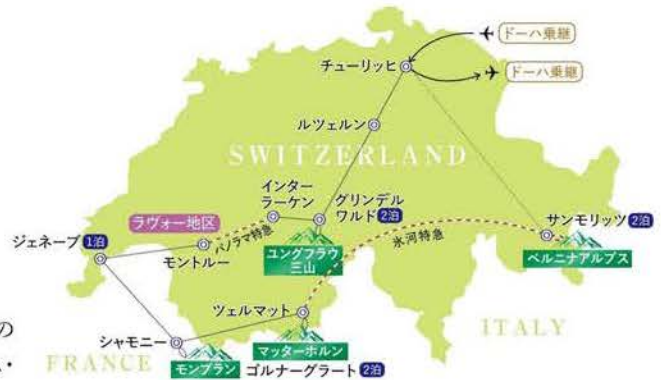 ドーハ乗継
チューリッヒ
ドーハ乗継
ルツェルン
SWITZERLAND
インター
ラーケン
グリンデル
ワルド 2泊
ラヴォー地区
パノラマ特急
サンモリッツ 2泊
ジェネーブ 1泊
モントルー
ユングフラウ
三山
氷河特急
ベルニナアルプス
ツェルマット
の
シャモニー
マッターホルン
ITALY
・
FRANCE
モンブラン
ゴルナーグラート 2泊